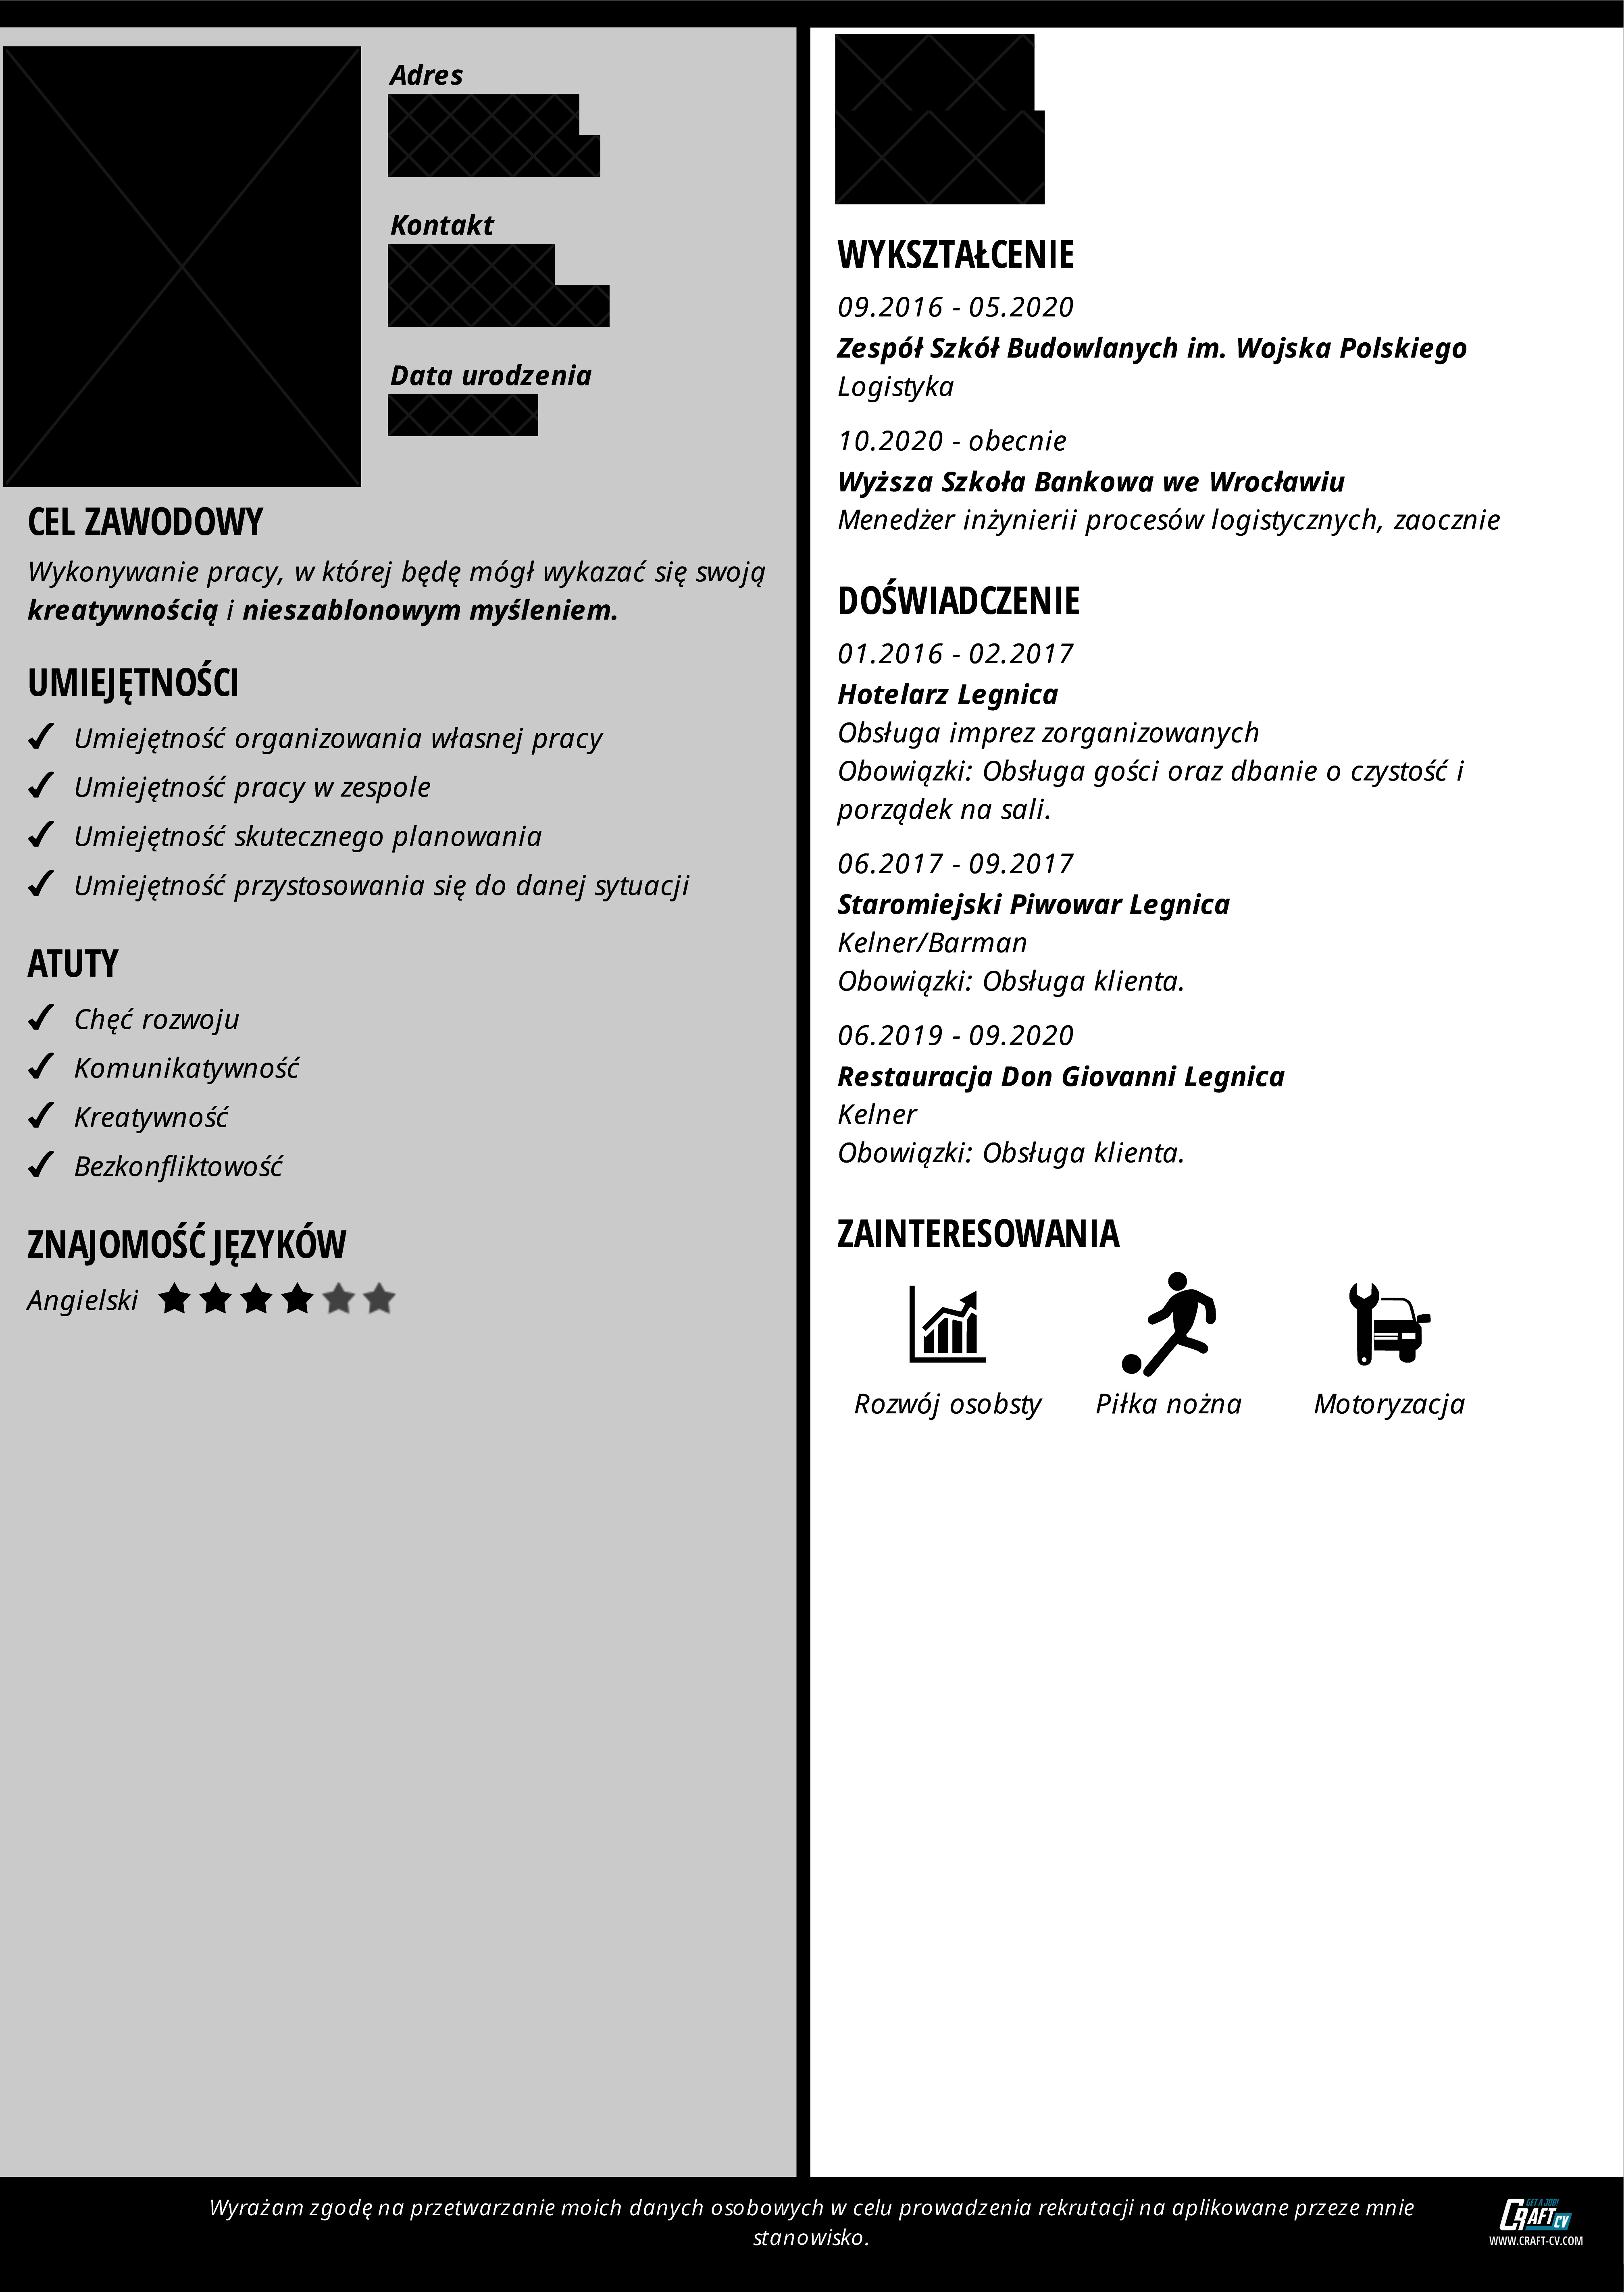 Adres
Kontakt
Data urodzenia
CEL ZAWODOWY
Wykonywanie pracy, w której będę mógł wykazać się swoją
kreatywnością i nieszablonowym myśleniem.
UMIEJĘTNOŚCI
Umiejętność organizowania własnej pracy
Umiejętność pracy w zespole
Umiejętność skutecznego planowania
Umiejętność przystosowania się do danej sytuacji
ATUTY
Chęć rozwoju
Komunikatywność
Kreatywność
Bezkonfliktowość
ZNAJOMOŚĆ JĘZYKÓW
Angielski
WYKSZTAŁCENIE
09.2016 - 05.2020
Zespół Szkół Budowlanych im. Wojska Polskiego
Logistyka
10.2020 - obecnie
Wyższa Szkoła Bankowa we Wrocławiu
Menedżer inżynierii procesów logistycznych, zaocznie
DOŚWIADCZENIE
01.2016 - 02.2017
Hotelarz Legnica
Obsługa imprez zorganizowanych
Obowiązki: Obsługa gości oraz dbanie o czystość i
porządek na sali.
06.2017 - 09.2017
Staromiejski Piwowar Legnica
Kelner/Barman
Obowiązki: Obsługa klienta.
06.2019 - 09.2020
Restauracja Don Giovanni Legnica
Kelner
Obowiązki: Obsługa klienta.
ZAINTERESOWANIA
Rozwój osobsty
Piłka nożna
Motoryzacja
Wyrażam zgodę na przetwarzanie moich danych osobowych w celu prowadzenia rekrutacji na aplikowane przeze mnie
stanowisko.
GET A JOB!
CRAFT CV
WWW.CRAFT-CV.COM